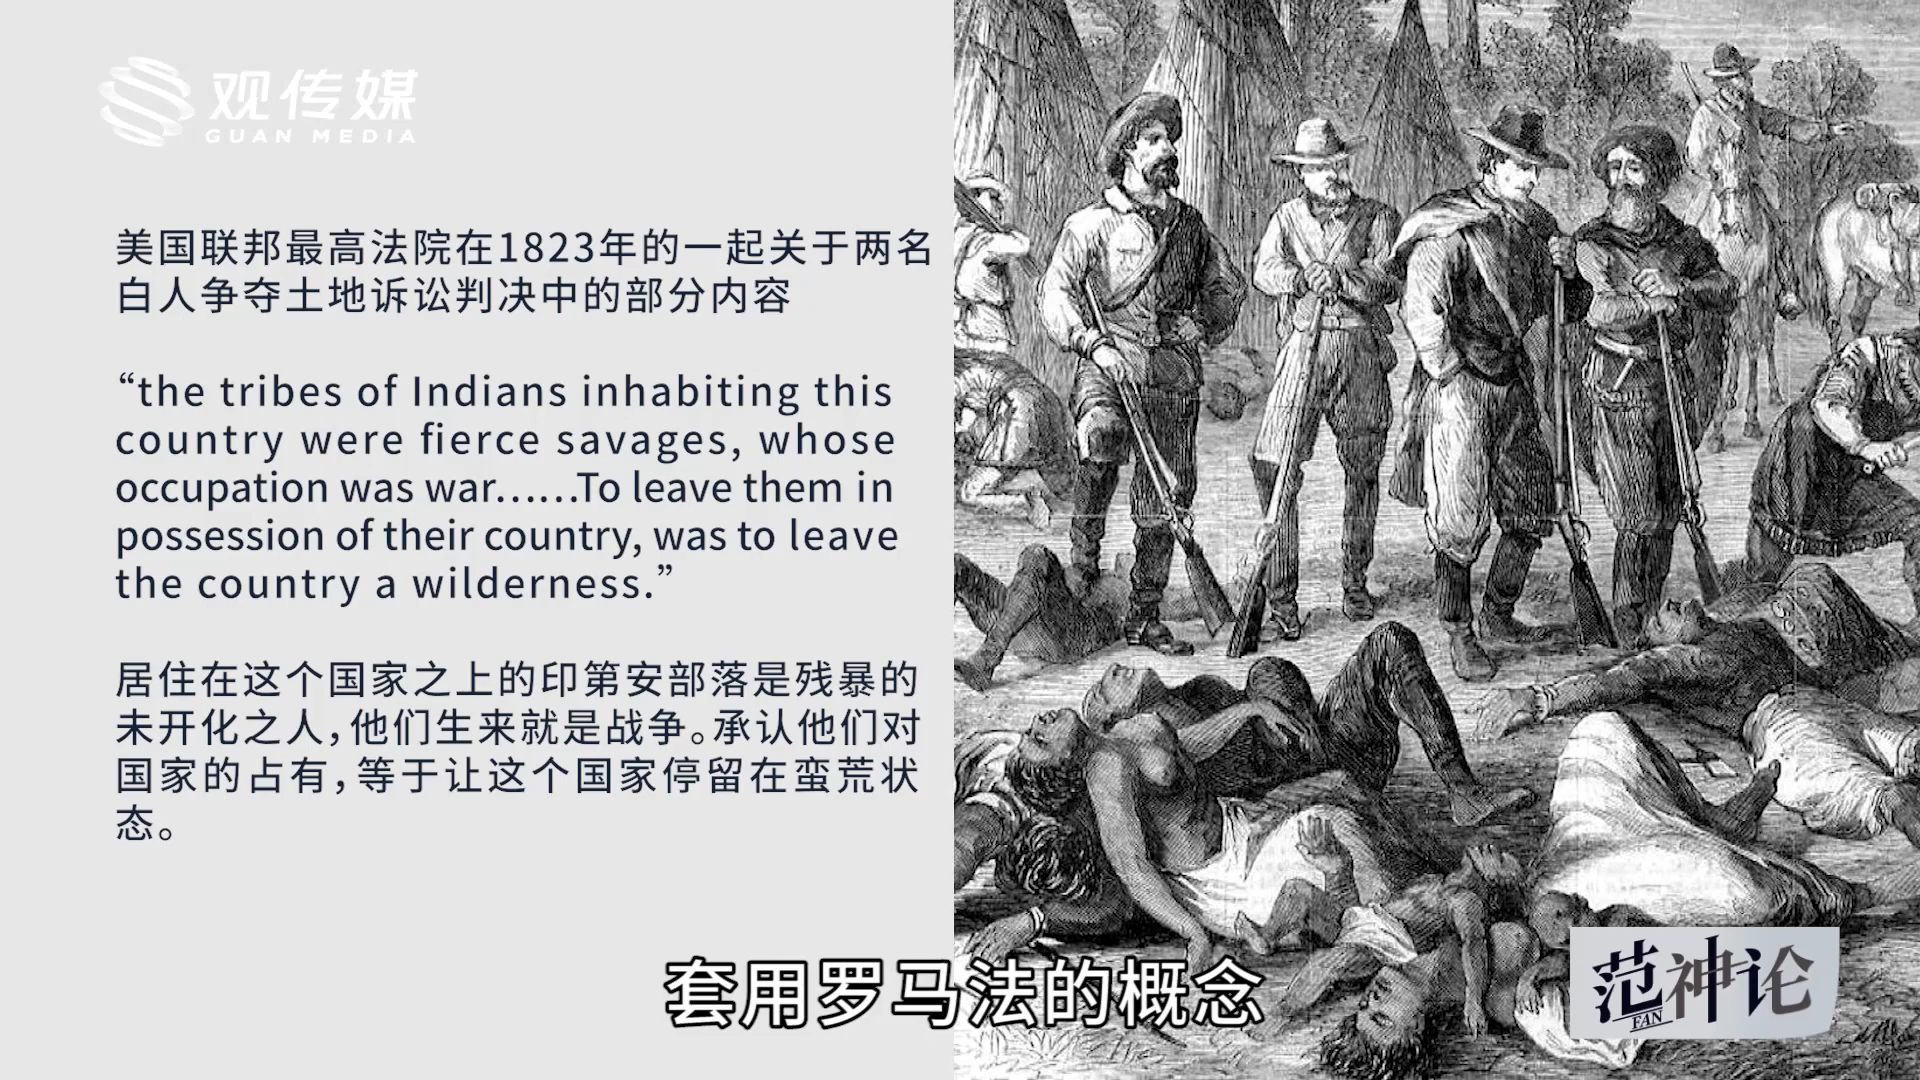 观传媒
GUAN MEDIA
美国联邦最高法院在1823年的一起关于两名
白人争夺土地诉讼判决中的部分内容
“the tribes of Indians inhabiting this
country were fierce savages, whose
occupation was war……To leave them in
possession of their country, was to leave
the country a wilderness.”
居住在这个国家之上的印第安部落是残暴的
未开化之人，他们生来就是战争。承认他们对
国家的占有，等于让这个国家停留在蛮荒状
态。
套用罗马法的概念
范神论
FAN